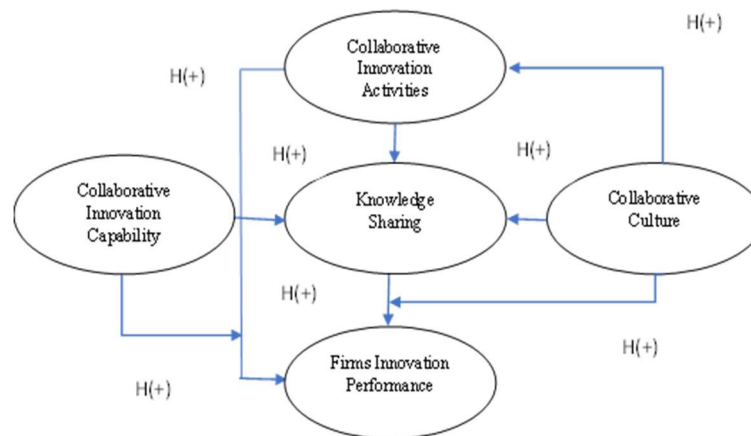 H(+)
Collaborative
Innovation
Activities
H(+)
H(+)
H(+)
Collaborative
Innovation
Capability
Knowledge
Sharing
Collaborative
Culture
H(+)
H(+)
Firms Innovation
Performance
H(+)